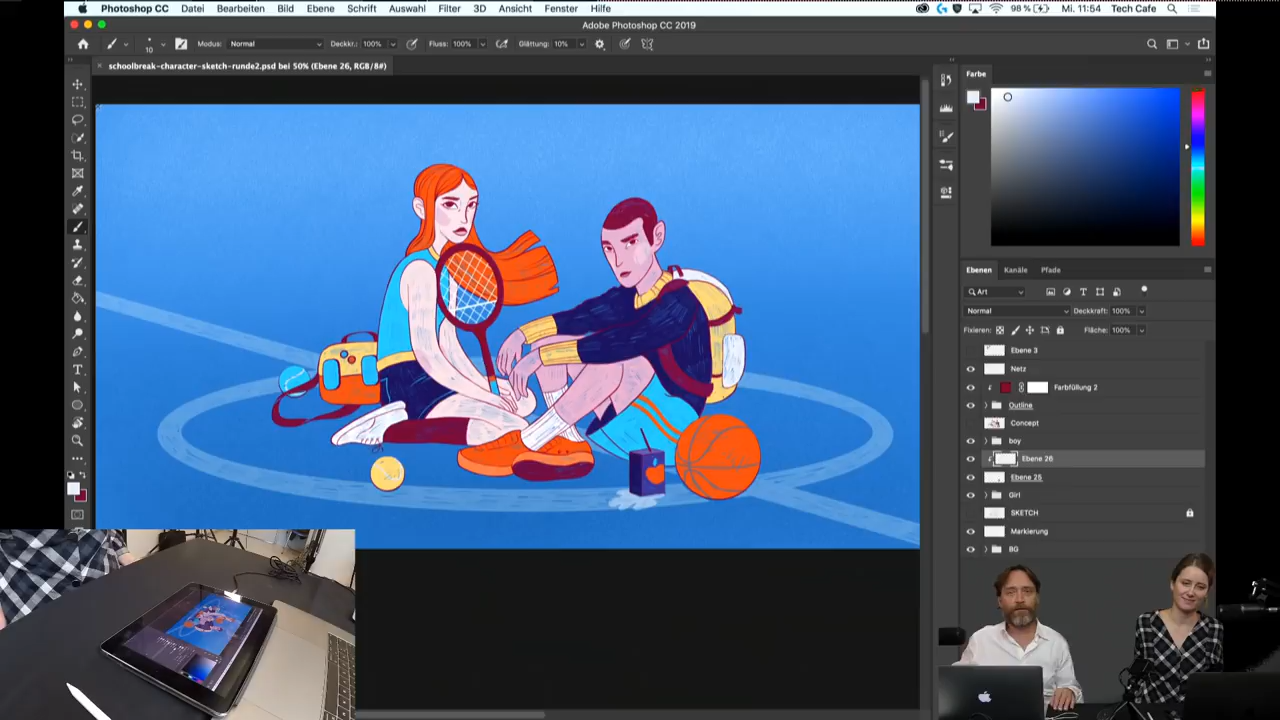 Photoshop CC Datei Bearbeiten Bild Ebene Schrift Auswahl Filter 3D Ansicht Fenster Hilfe 98 % Mi. 11:54 Tech Cafe
Adobe Photoshop CC 2019
10 Modus: Normal Deckkr.: 100% Fluss: 100% Glättung: 10%
× schoolbreak-character-sketch-runde2.psd bei 50% (Ebene 26, RGB/8#)
Farbe
Ebenen Kanäle Pfade
Art
Normal Deckkraft: 100%
Fixieren: Fläche: 100%
Ebene 3
Netz
Farbfüllung 2
Outline
Concept
boy
Ebene 26
Ebene 25
Girl
SKETCH
Markierung
BG